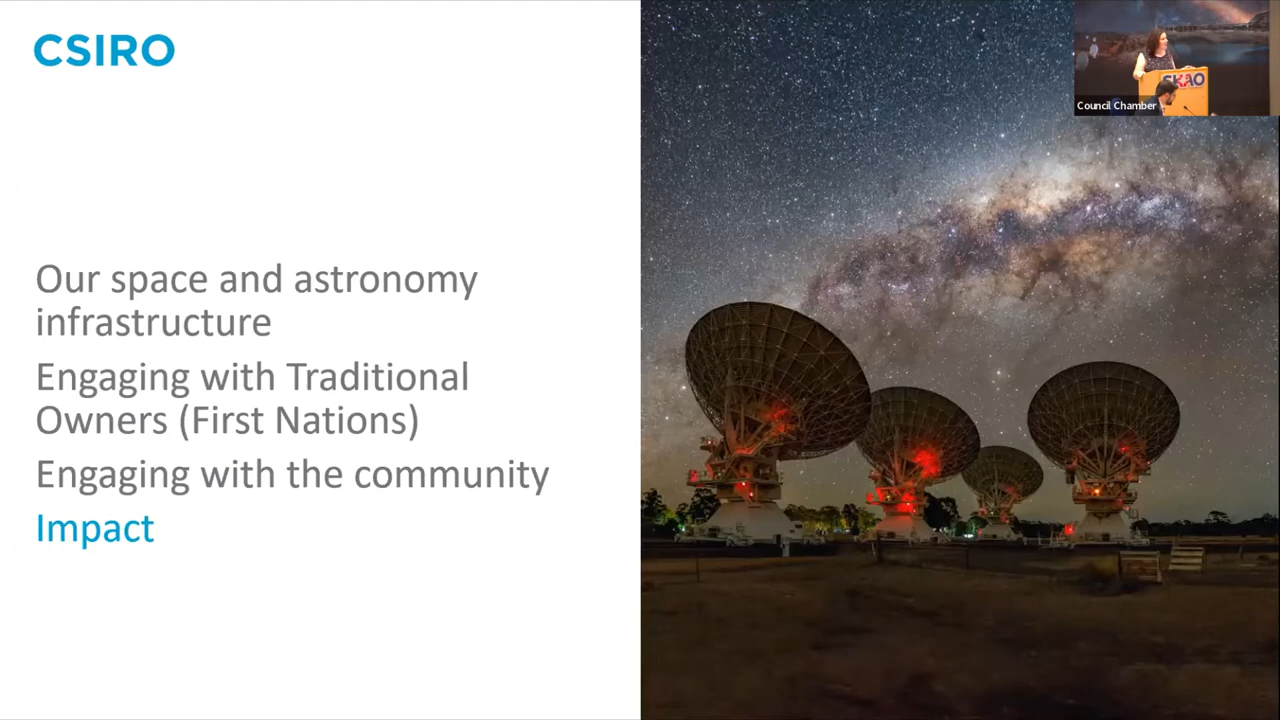 CSIRO
Our space and astronomy
infrastructure
Engaging with Traditional
Owners (First Nations)
Engaging with the community
Impact
SKAO
Council Chamber